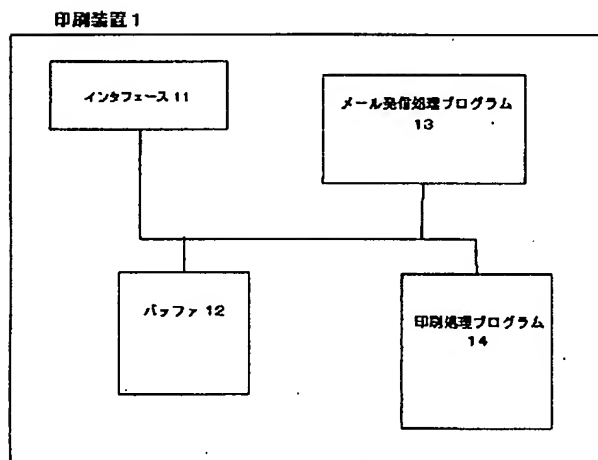 印刷装置1
インタフェース 11
メール発信処理プログラム
13
バッファ 12
印刷処理プログラム
14